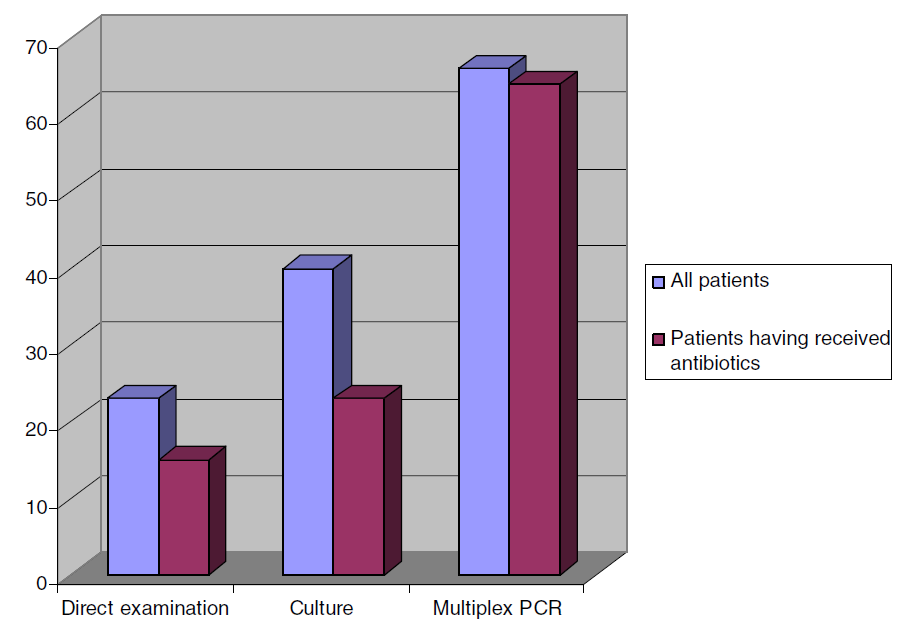 70
60
50
40
30
20
10
0
Direct examination
Culture
Multiplex PCR
All patients
Patients having received
antibiotics